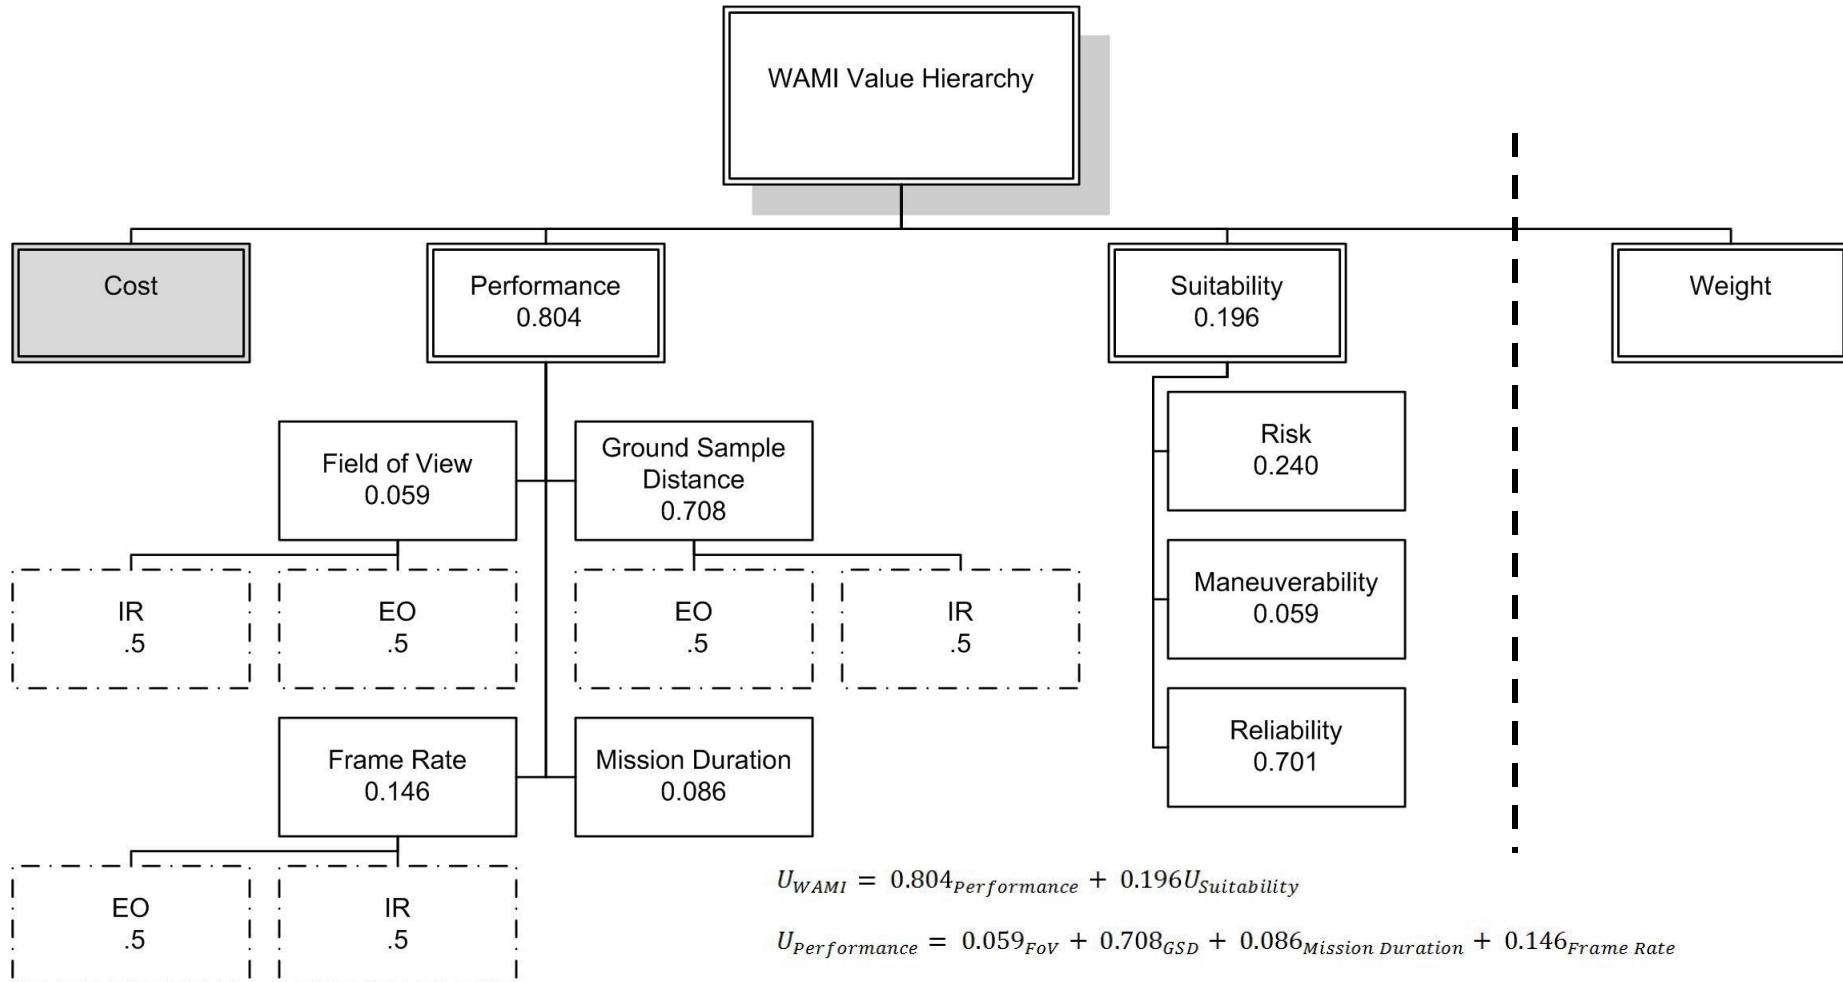 WAMI Value Hierarchy
Cost
Performance
0.804
Suitability
0.196
Weight
Field of View
0.059
Ground Sample
Distance
0.708
Risk
0.240
IR
.5
EO
.5
EO
.5
IR
.5
Maneuverability
0.059
Frame Rate
0.146
Mission Duration
0.086
Reliability
0.701
EO
.5
IR
.5
U_WAMI = 0.804_Performance + 0.196U_Suitability
U_Performance = 0.059_FoV + 0.708_GSD + 0.086_Mission Duration + 0.146_Frame Rate